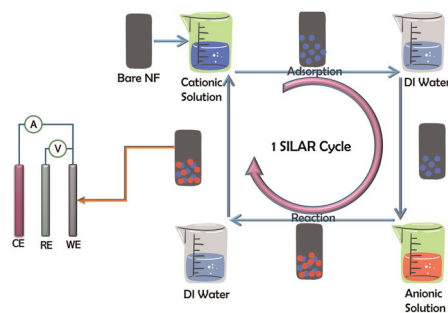 Bare NF
Cationic
Solution
Adsorption
DI Water
A
V
1 SILAR Cycle
CE
RE
WE
Reaction
DI Water
Anionic
Solution